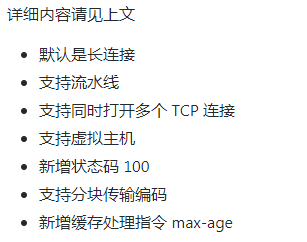 详细内容请见上文
默认是长连接
支持流水线
支持同时打开多个 TCP 连接
支持虚拟主机
新增状态码 100
支持分块传输编码
新增缓存处理指令 max-age